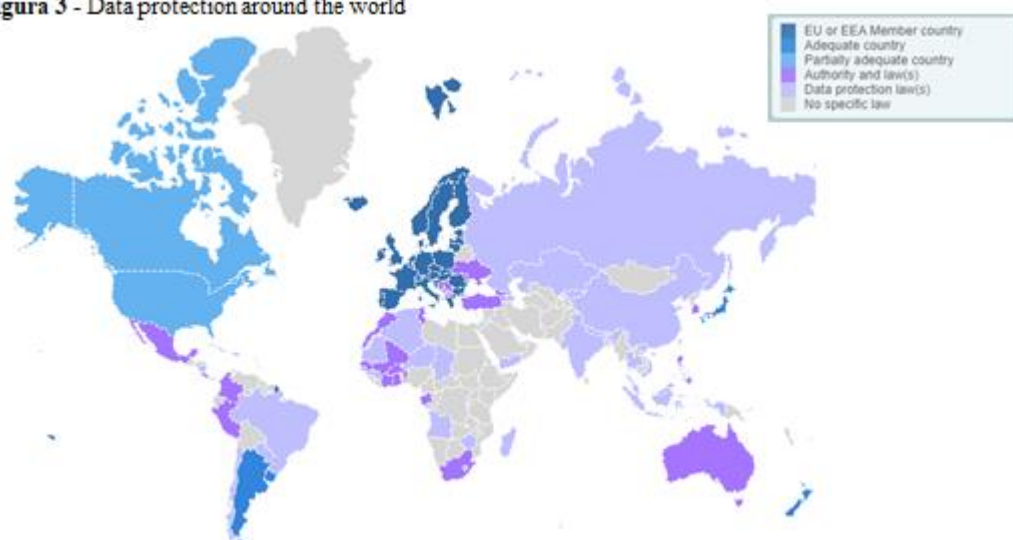 gura 3 - Data protection around the world
EU or EEA Member country
Adequate country
Partially adequate country
Authority and law(s)
Data protection law(s)
No specific law